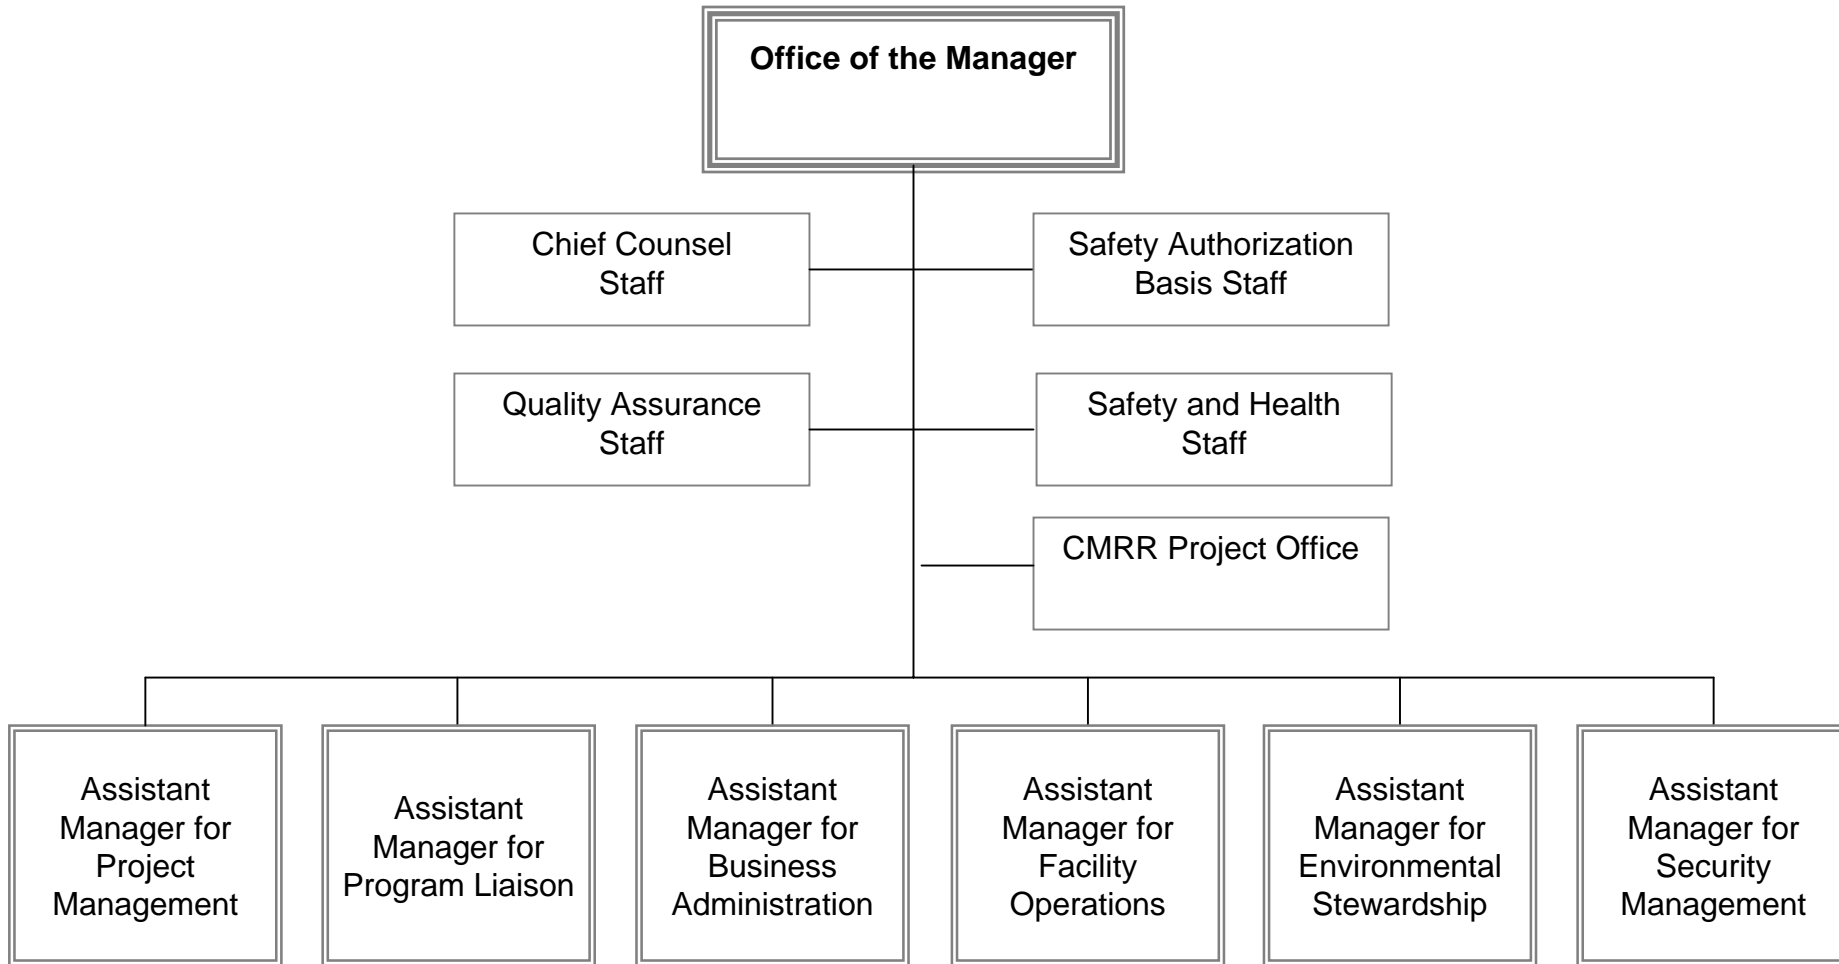 Office of the Manager
Chief Counsel
Staff
Safety Authorization
Basis Staff
Quality Assurance
Staff
Safety and Health
Staff
CMRR Project Office
Assistant
Manager for
Project
Management
Assistant
Manager for
Program Liaison
Assistant
Manager for
Business
Administration
Assistant
Manager for
Facility
Operations
Assistant
Manager for
Environmental
Stewardship
Assistant
Manager for
Security
Management